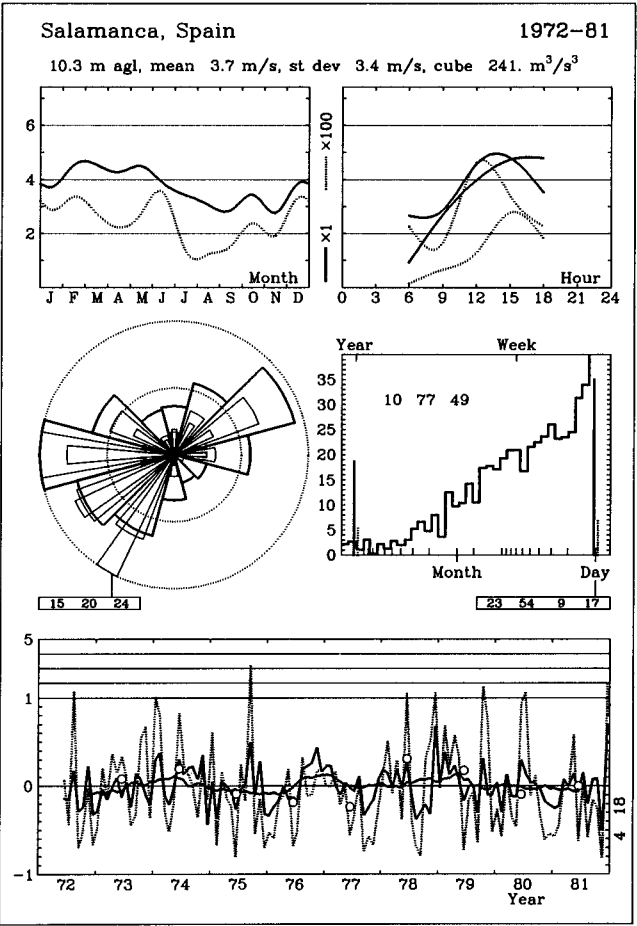 Salamanca, Spain 1972-81
10.3 m agl, mean 3.7 m/s, st dev 3.4 m/s, cube 241. m³/s³
6
4
2
J F M A M J J A S O N D
Month
×1 ×100
6
4
2
0 3 6 9 12 15 18 21 24
Hour
15 20 24
Year Week
35
30
25
20
15
10
5
0
10 77 49
Month Day
23 54 9 17
5
1
0
-1
72 73 74 75 76 77 78 79 80 81
Year
4 18